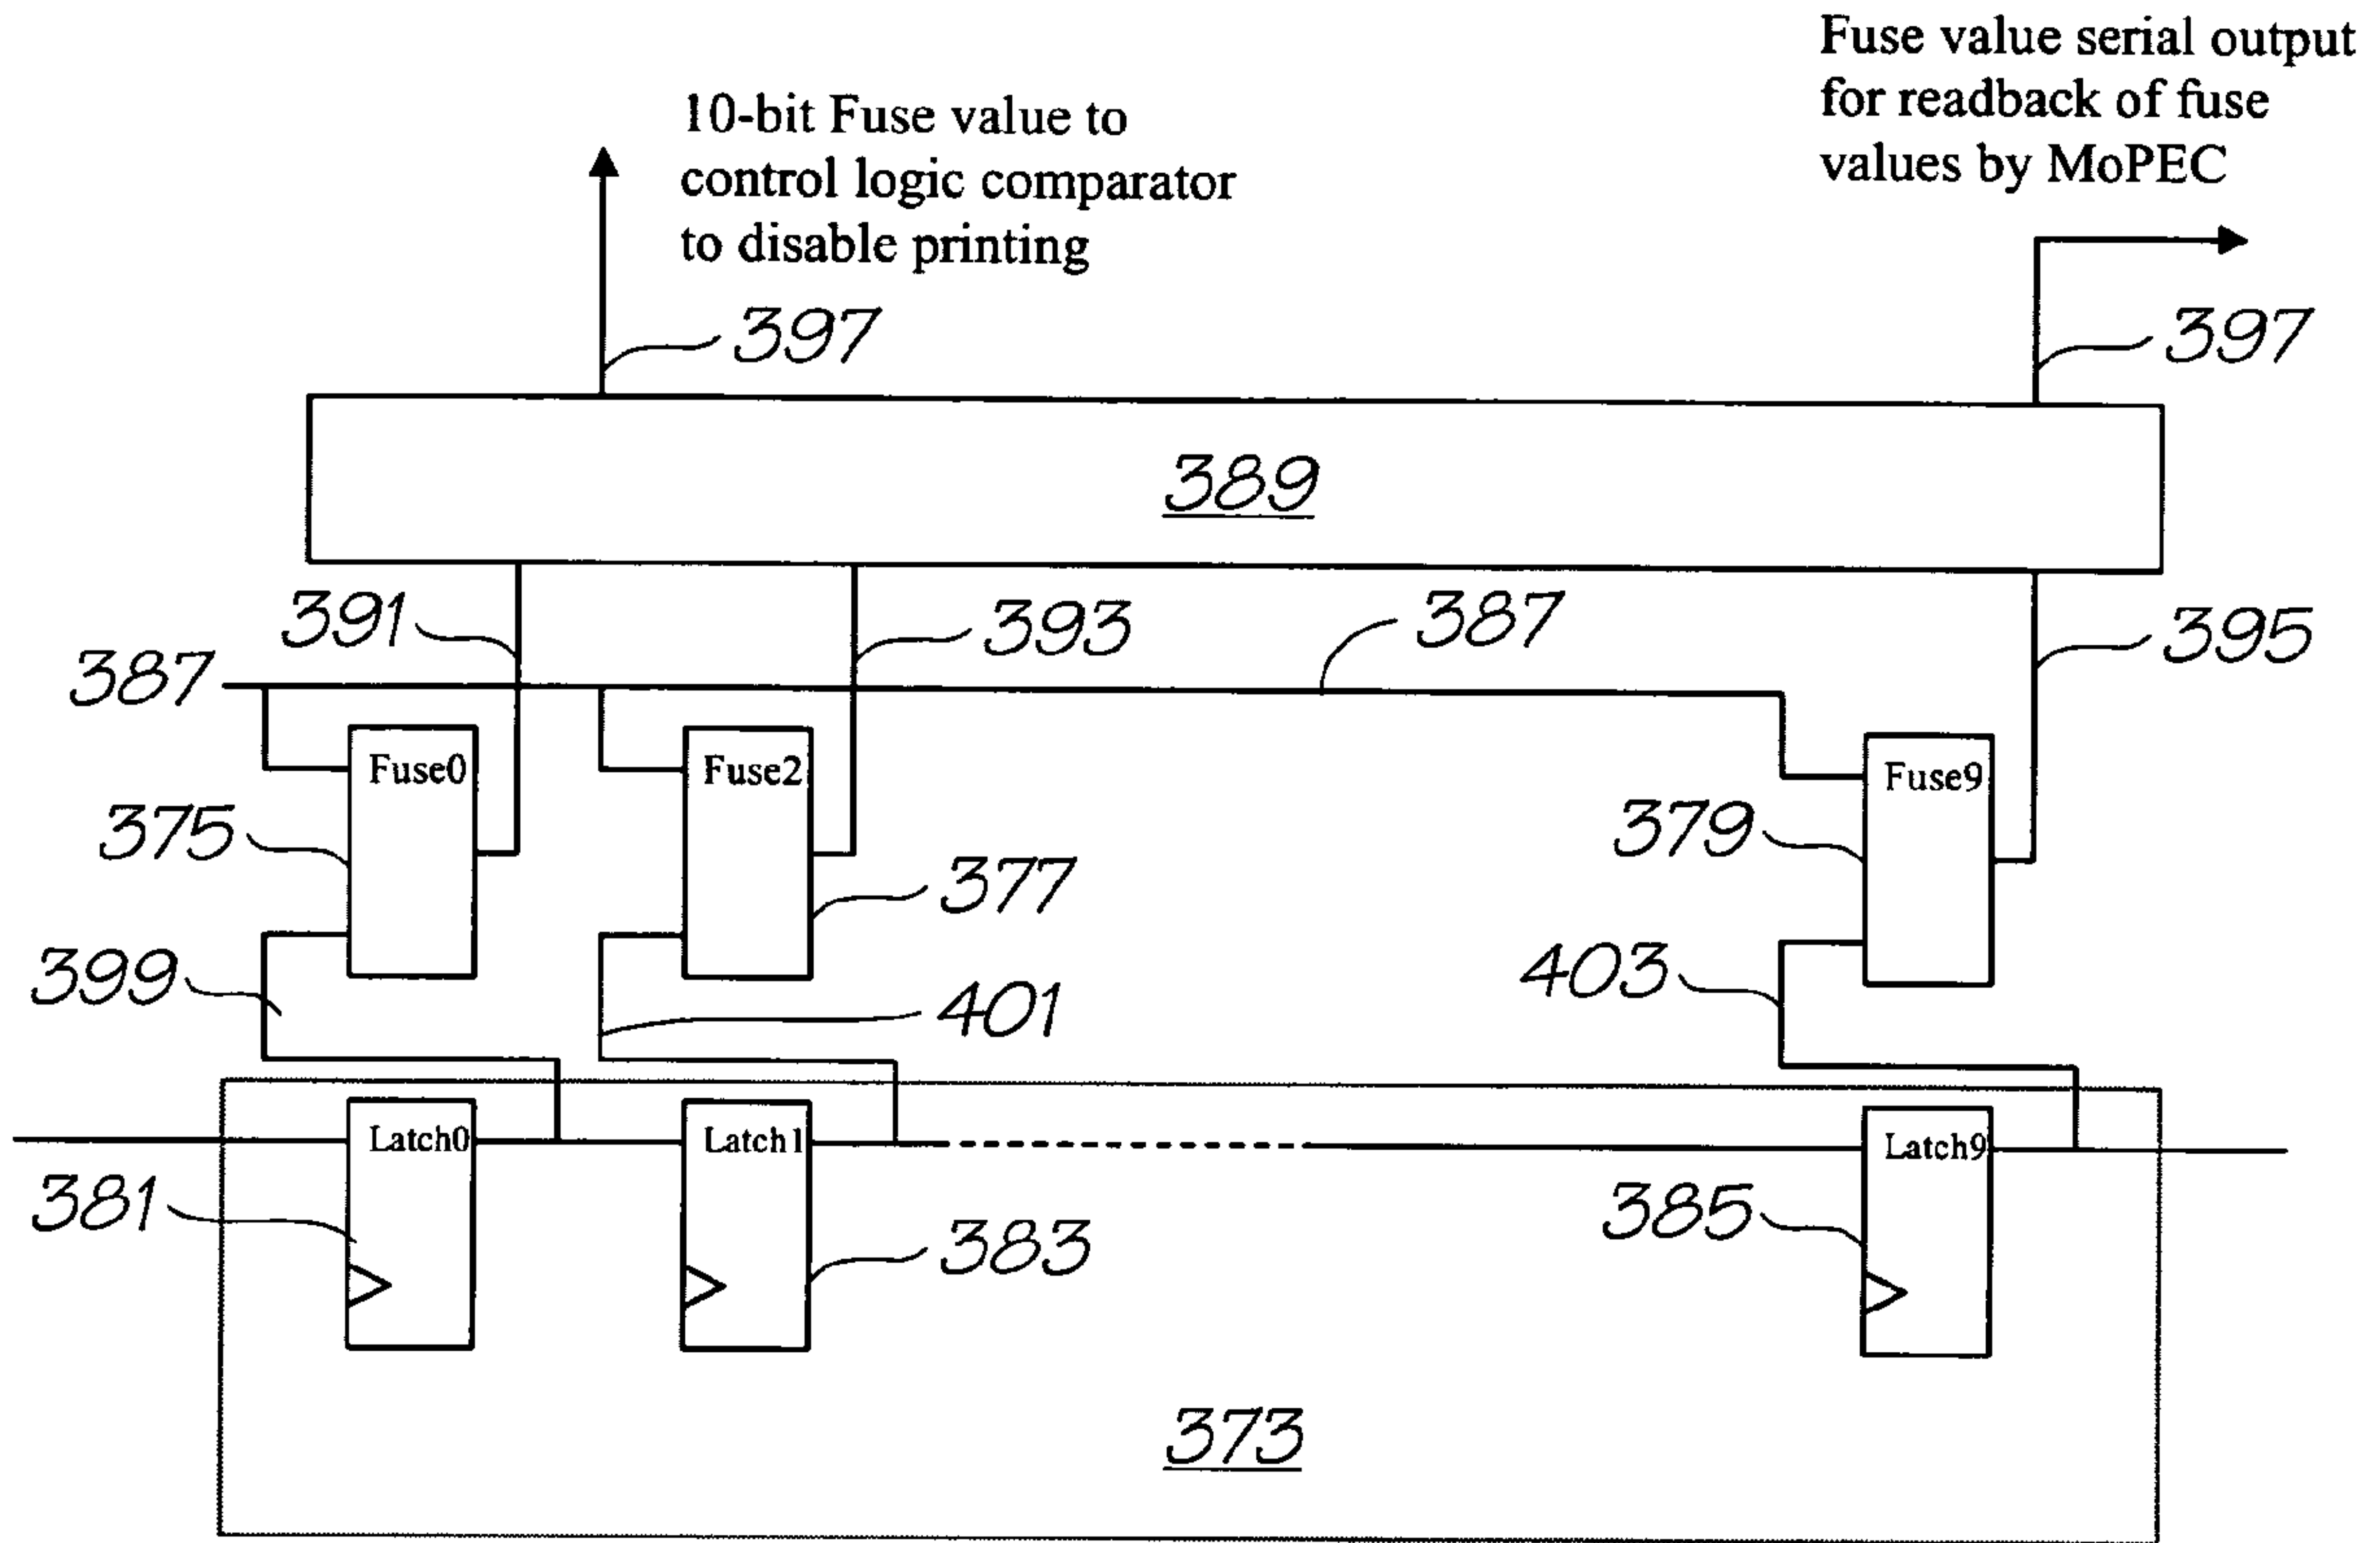 Fuse value serial output
for readback of fuse
values by MoPEC
10-bit Fuse value to
control logic comparator
to disable printing
397
397
389
391
393
387
395
387
Fuse0
Fuse2
Fuse9
375
379
377
399
403
401
Latch0
Latch1
Latch9
381
385
383
373